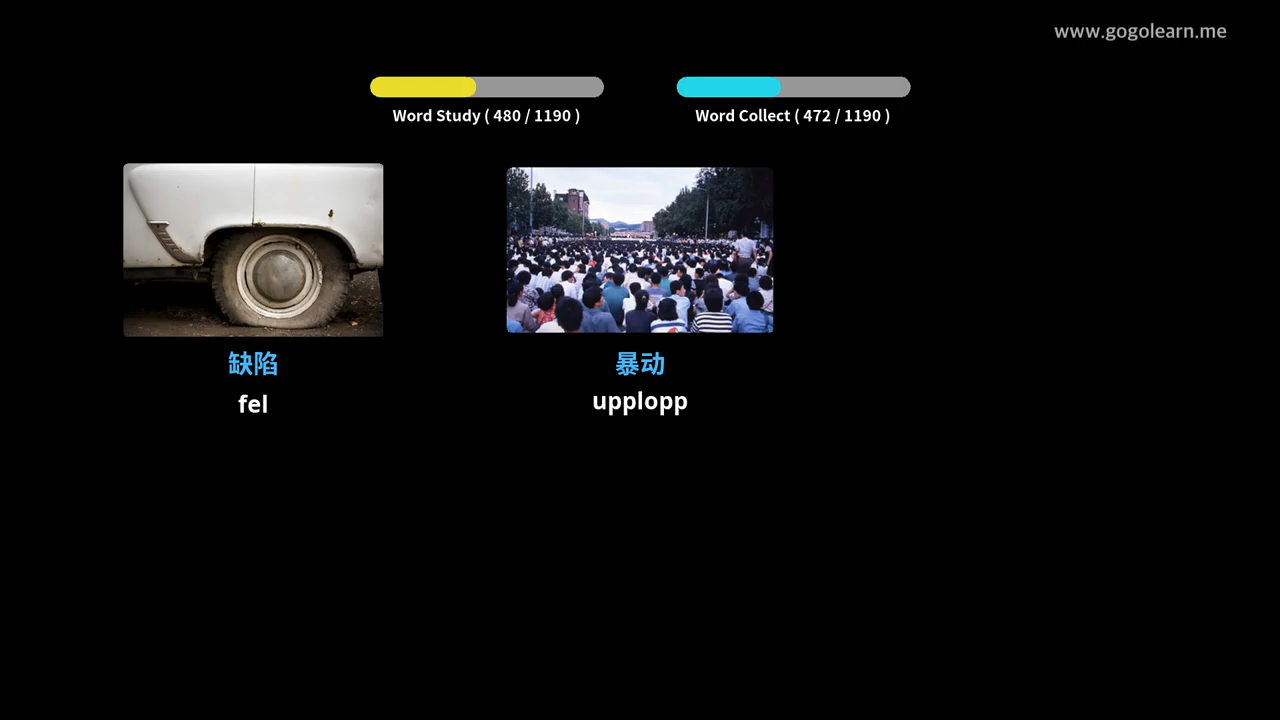 www.gogolearn.me
Word Study ( 480 / 1190 )
Word Collect ( 472 / 1190 )
缺陷
fel
暴动
upplopp